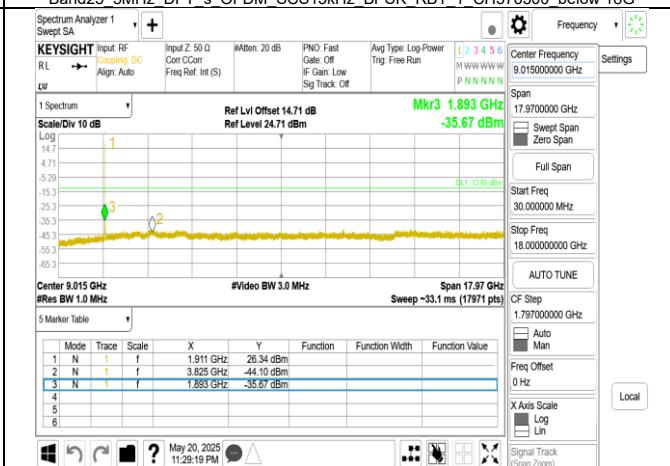 Band25_5MHz_DFT-s_OFDM_SCS15kHz_BPSK_RB1_1_CH378500_below 18G
Spectrum Analyzer 1
Swept SA
Frequency
KEYSIGHT
Input: RF
Input Z: 50 Ω
#Atten: 20 dB
PNO: Fast
Avg Type: Log-Power
1 2 3 4 5 6
RL
Coupling: DC
Corr CCorr
Gate: Off
Trig: Free Run
M W W W W W
Align: Auto
Freq Ref: Int (S)
IF Gain: Low
Sig Track: Off
P N N N N N
LXI
1 Spectrum
Ref Lvl Offset 14.71 dB
Mkr3 1.893 GHz
Scale/Div 10 dB
Ref Level 24.71 dBm
-35.67 dBm
Log
14.7
4.71
-5.29
-15.3
-25.3
-35.3
-45.3
-55.3
-65.3
1
2
3
DL1 -13.00 dBm
Center 9.015 GHz
#Video BW 3.0 MHz
Span 17.97 GHz
#Res BW 1.0 MHz
Sweep ~33.1 ms (17971 pts)
5 Marker Table
Mode Trace Scale X Y Function Function Width Function Value
1 N 1 f 1.911 GHz 26.34 dBm
2 N 1 f 3.825 GHz -44.10 dBm
3 N 1 f 1.893 GHz -35.67 dBm
4
5
6
May 20, 2025
11:29:19 PM
Center Frequency
9.015000000 GHz
Settings
Span
17.9700000 GHz
Swept Span
Zero Span
Full Span
Start Freq
30.000000 MHz
Stop Freq
18.000000000 GHz
AUTO TUNE
CF Step
1.797000000 GHz
Auto
Man
Freq Offset
0 Hz
X Axis Scale
Log
Lin
Local
Signal Track
(Span Zoom)